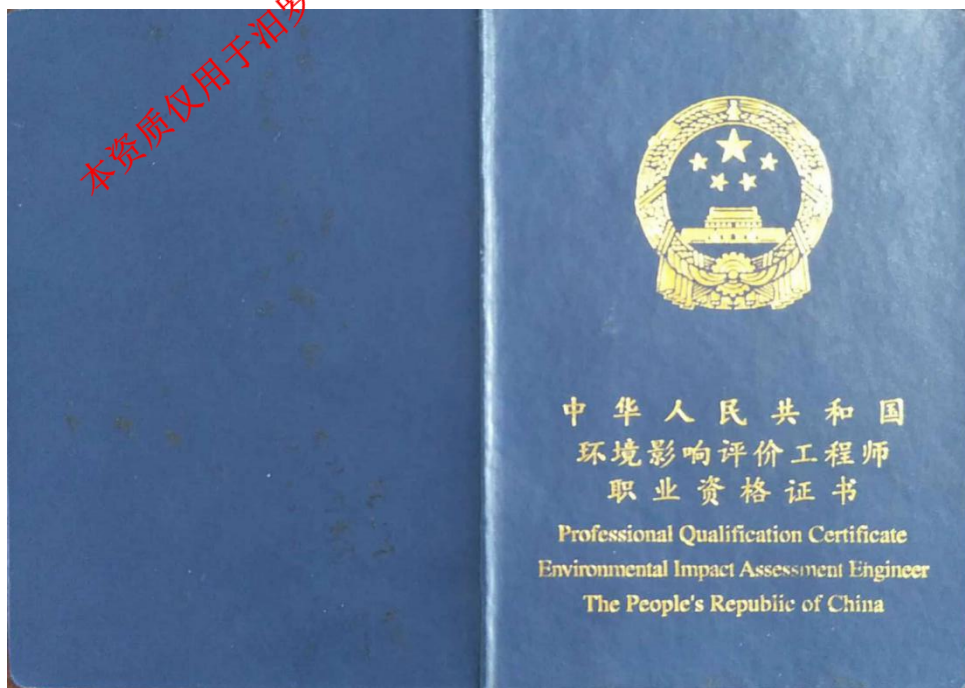 本资质仅用于汨罗
中华人民共和国
环境影响评价工程师
职业资格证书
Professional Qualification Certificate
Environmental Impact Assessment Engineer
The People's Republic of China